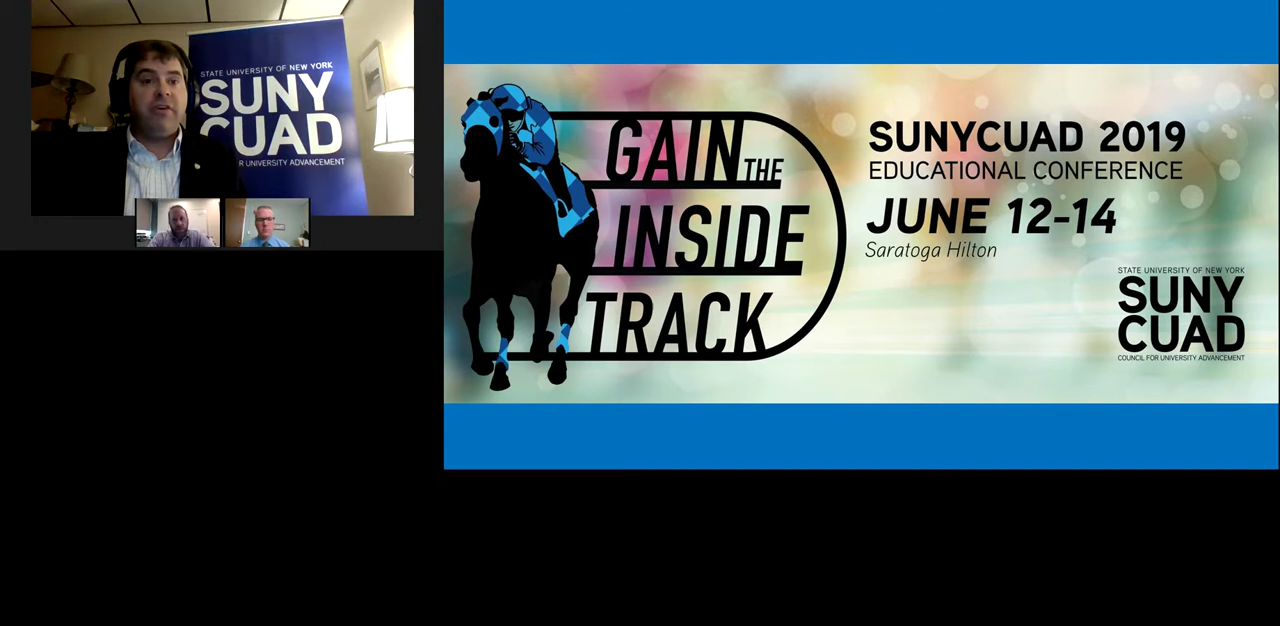 STATE UNIVERSITY OF NEW YORK
SUNY
CUAD
R UNIVERSITY ADVANCEMENT
GAIN THE
INSIDE
TRACK
SUNYCUAD 2019
EDUCATIONAL CONFERENCE
JUNE 12-14
Saratoga Hilton
STATE UNIVERSITY OF NEW YORK
SUNY
CUAD
COUNCIL FOR UNIVERSITY ADVANCEMENT